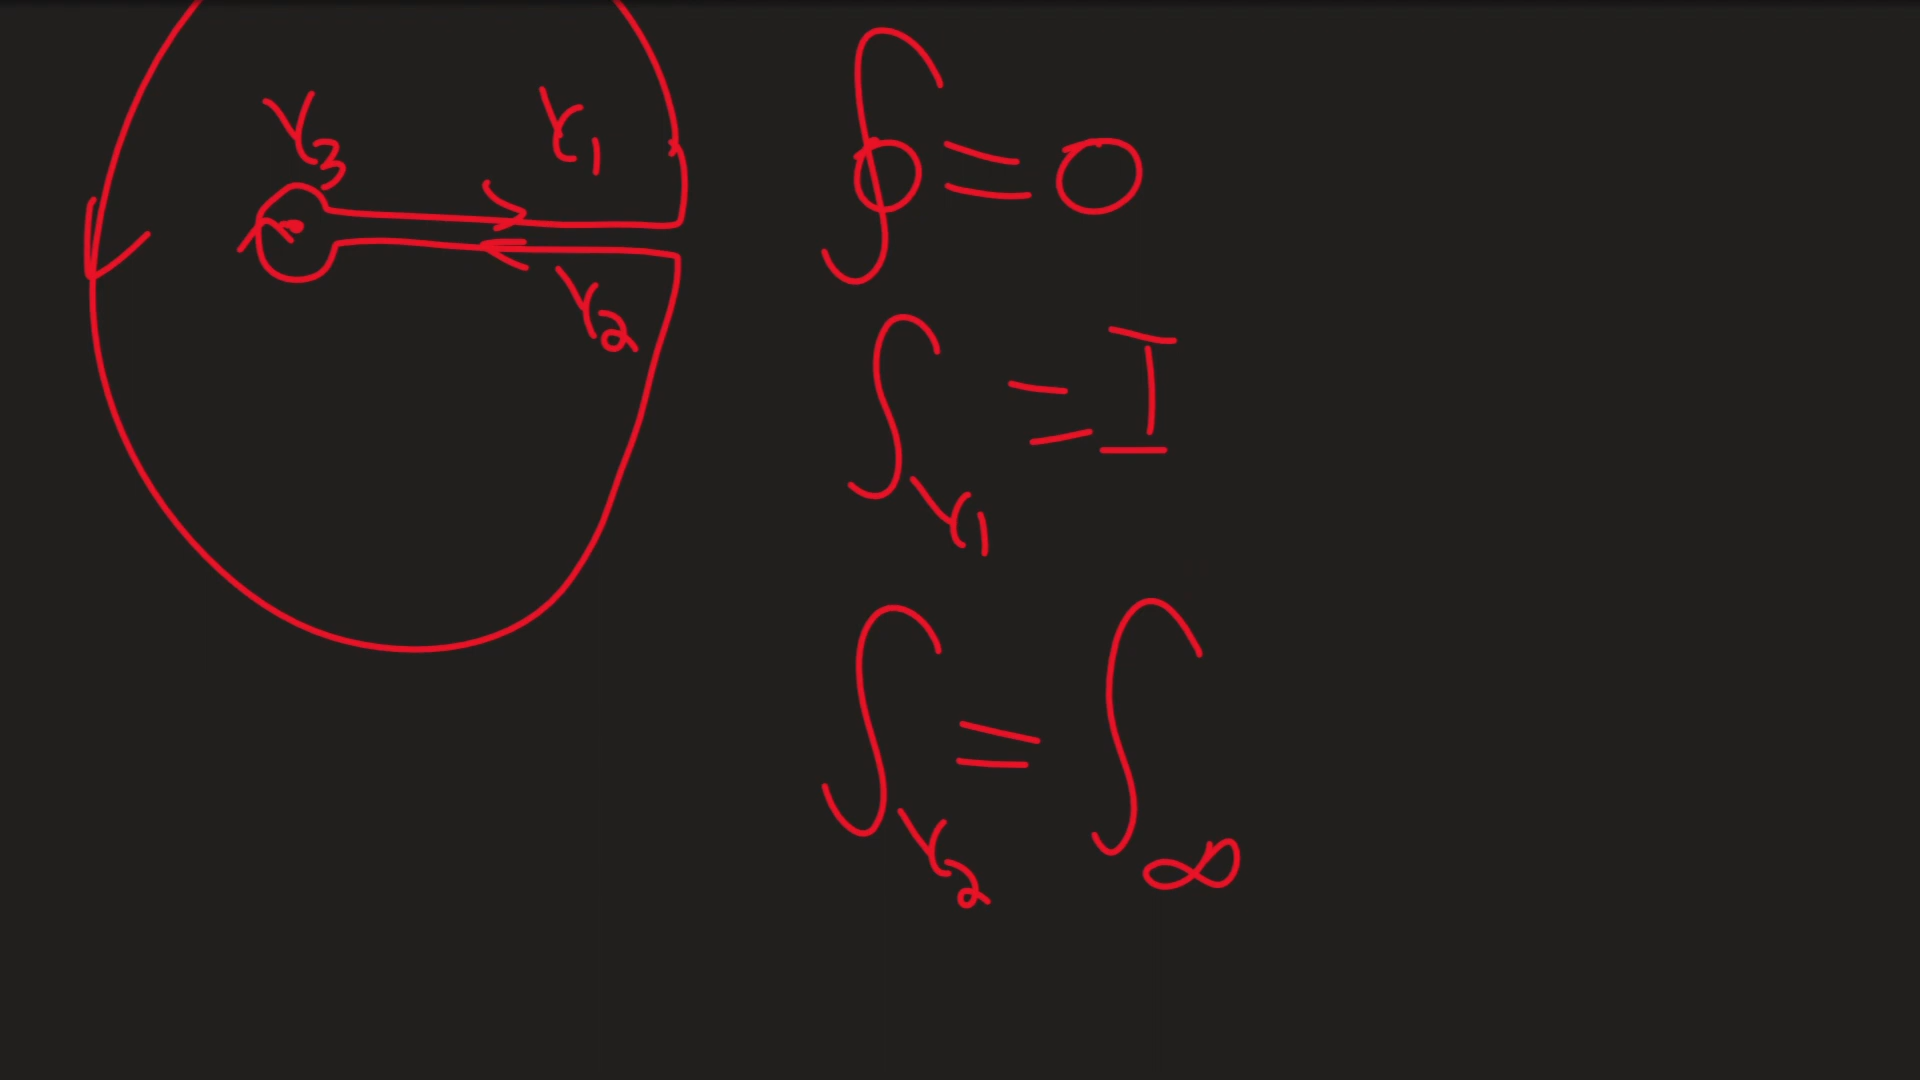 γ₃
γ₁
γ₂
∮ = 0
∫γ₁ = I
∫γ₂ = ∫∞